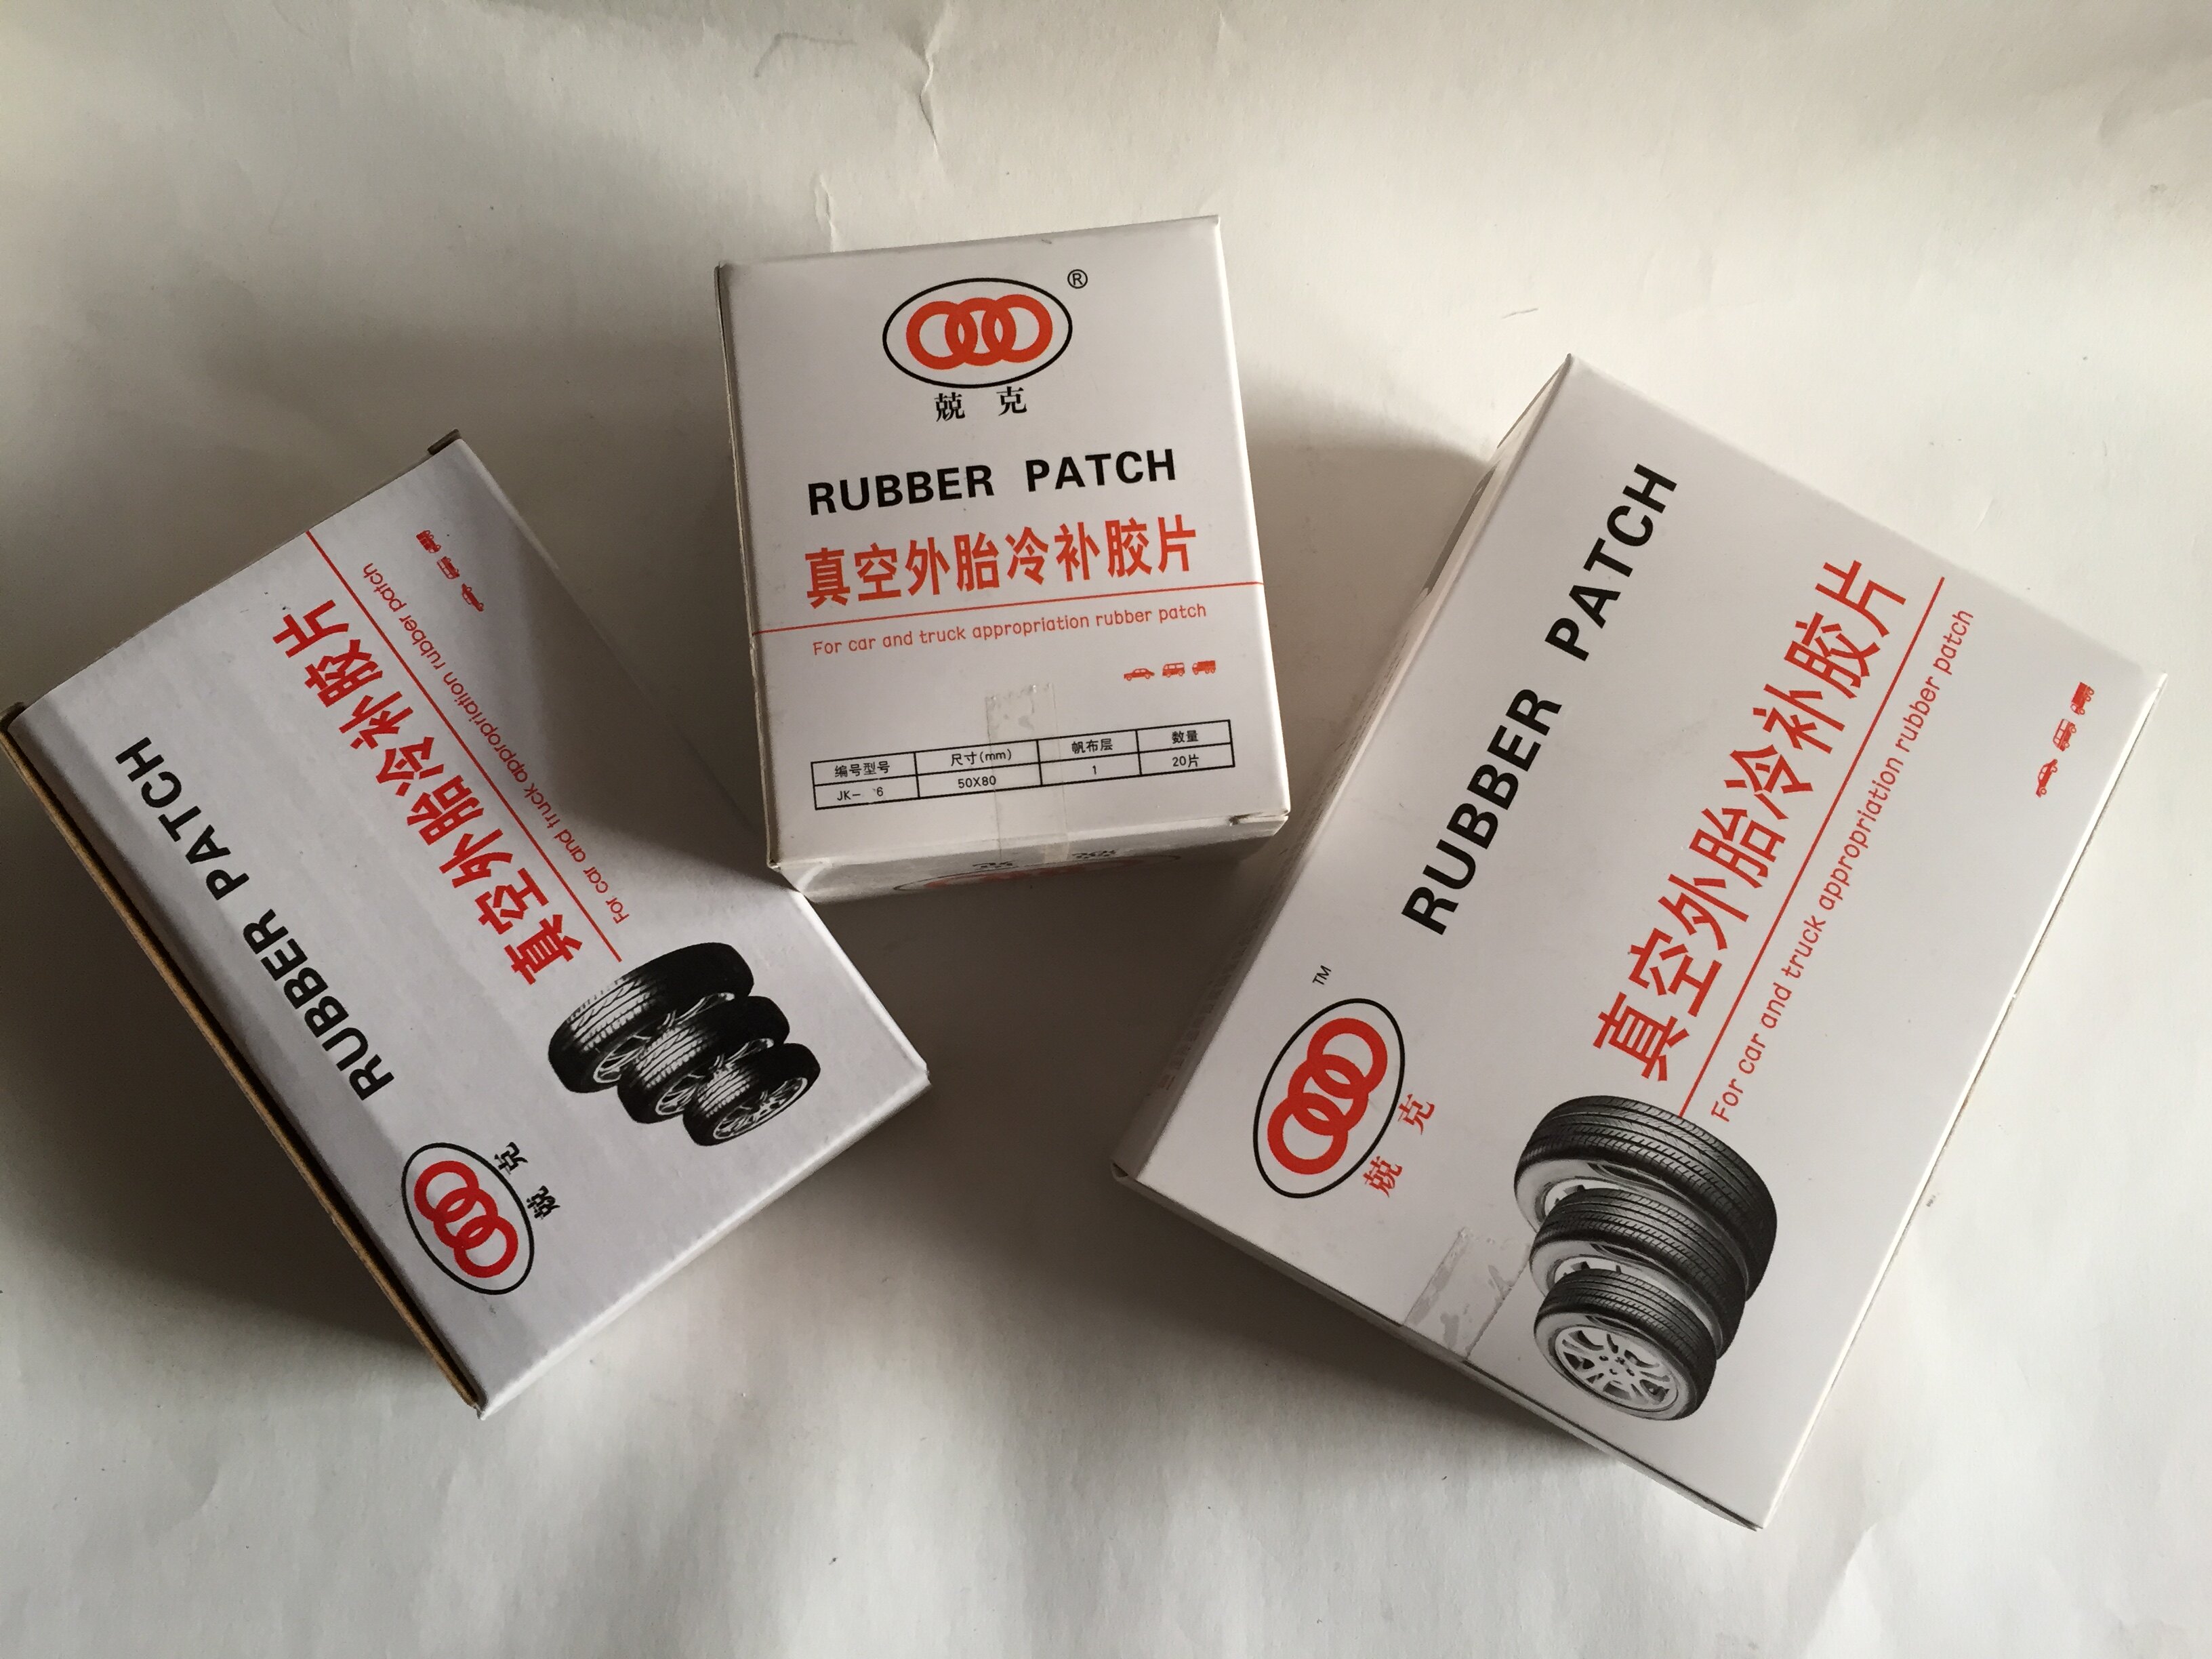 RUBBER PATCH
真空外胎冷补胶片
For car and truck appropriation rubber patch
兢克
®
兢克
RUBBER PATCH
真空外胎冷补胶片
For car and truck appropriation rubber patch
编号型号 尺寸(mm) 帆布层 数量
JK- 6 50X80 1 20片
TM
兢克
RUBBER PATCH
真空外胎冷补胶片
For car and truck appropriation rubber patch